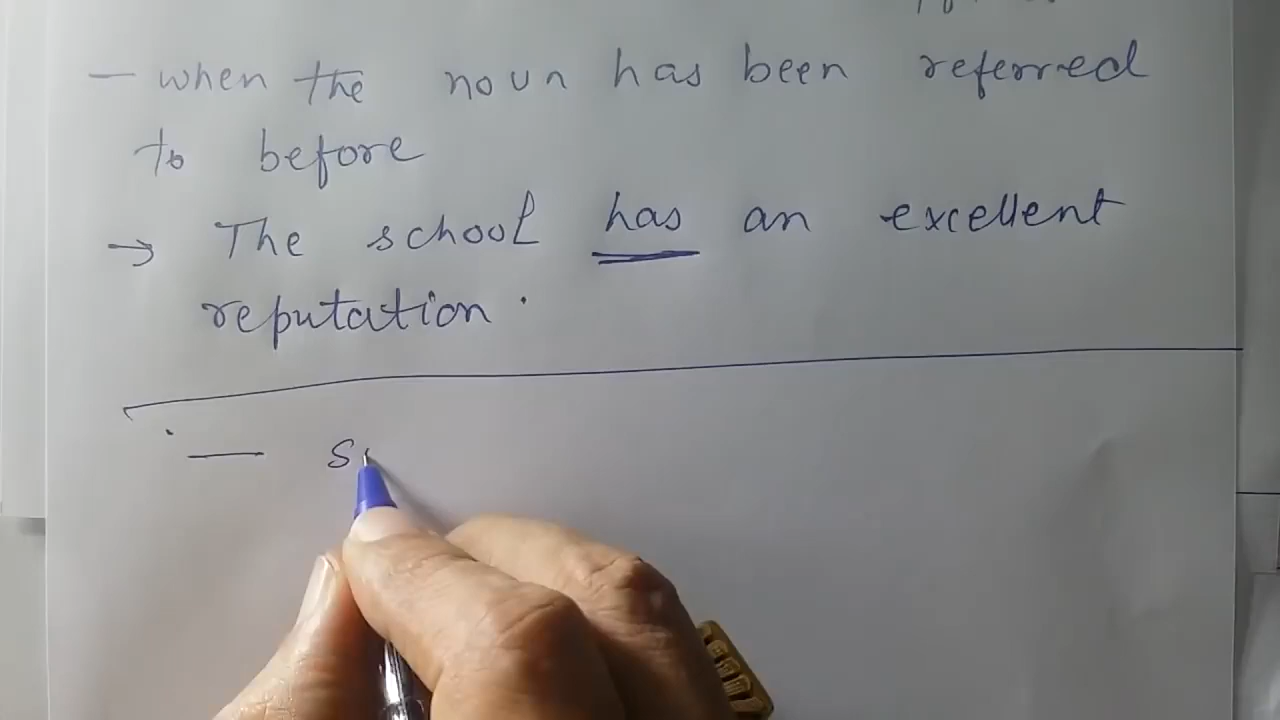 — when the noun has been referred
to before
→ The school has an excellent
reputation.